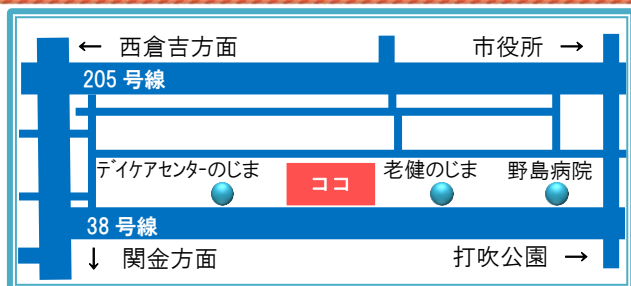 ← 西倉吉方面 市役所 →
205 号線
デイケアセンターのじま ココ 老健のじま 野島病院
38 号線
↓ 関金方面 打吹公園 →